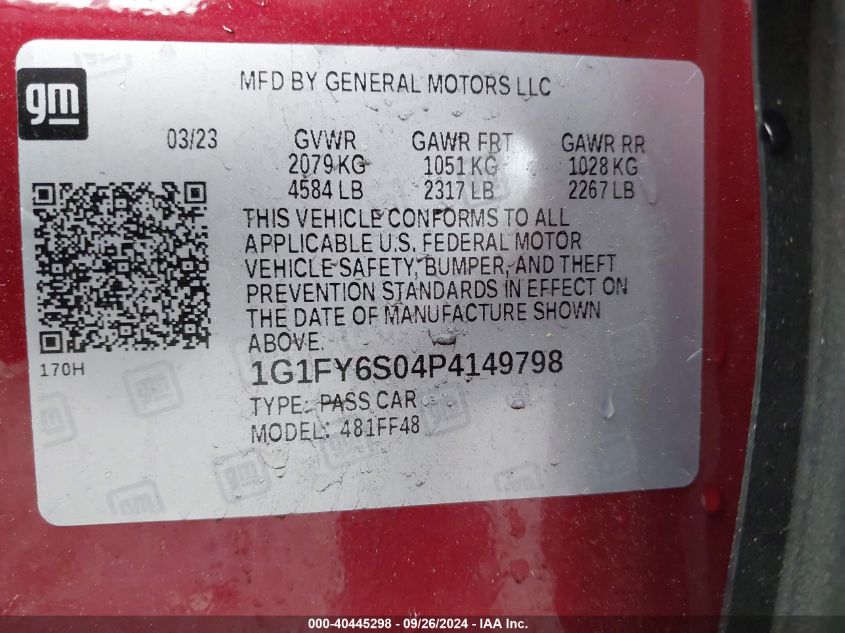 MFD BY GENERAL MOTORS LLC
gm
03/23 GVWR GAWR FRT GAWR RR
2079 KG 1051 KG 1028 KG
4584 LB 2317 LB 2267 LB
THIS VEHICLE CONFORMS TO ALL
APPLICABLE U.S. FEDERAL MOTOR
VEHICLE SAFETY, BUMPER, AND THEFT
PREVENTION STANDARDS IN EFFECT ON
THE DATE OF MANUFACTURE SHOWN
ABOVE.
170H
1G1FY6S04P4149798
TYPE: PASS CAR
MODEL: 481FF48
000-40445298 - 09/26/2024 - IAA Inc.